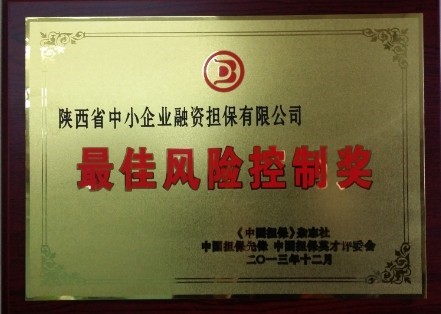 陕西省中小企业融资担保有限公司
最佳风险控制奖
《中国担保》杂志社
中国担保先锋 中国担保英才评委会
二〇一三年十二月